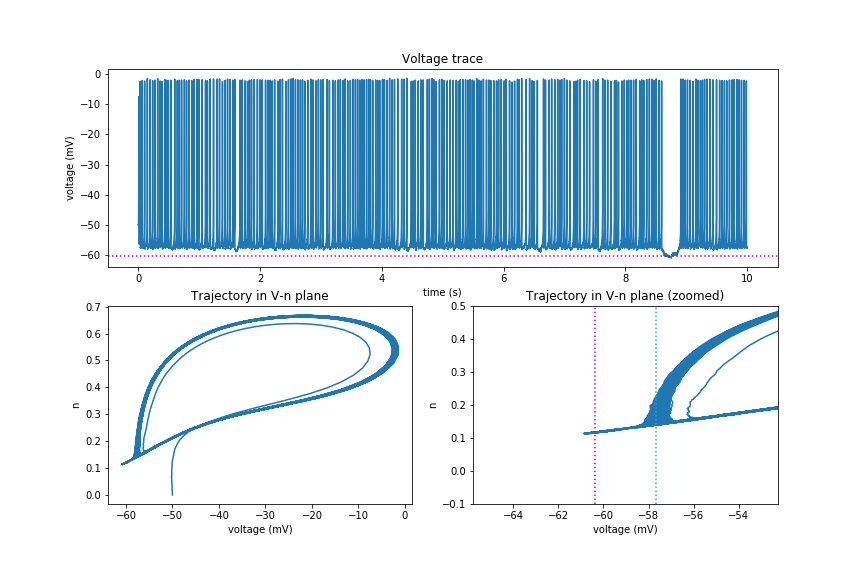 Voltage trace
0
−10
−20
−30
−40
−50
−60
voltage (mV)
0 2 4 6 8 10
time (s)
Trajectory in V-n plane
0.7
0.6
0.5
0.4
0.3
0.2
0.1
0.0
n
−60 −50 −40 −30 −20 −10 0
voltage (mV)
Trajectory in V-n plane (zoomed)
0.5
0.4
0.3
0.2
0.1
0.0
−0.1
n
−64 −62 −60 −58 −56 −54
voltage (mV)